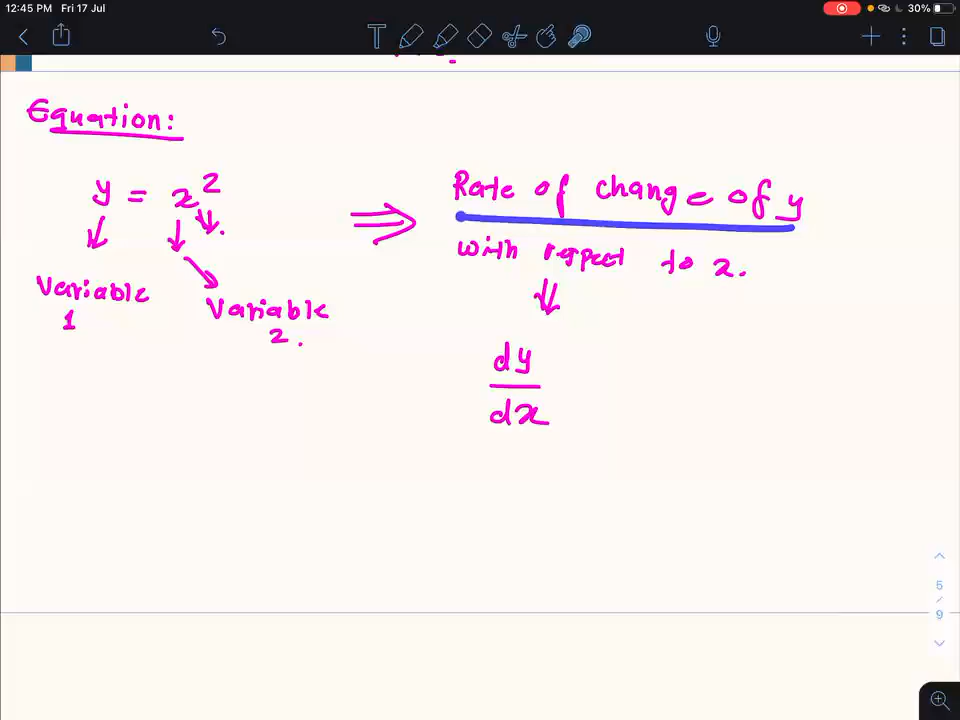 12:45 PM Fri 17 Jul
30%
T
Equation:
y = x²
Variable 1
Variable 2.
Rate of change of y
with respect to x.
dy
dx
5
/
9